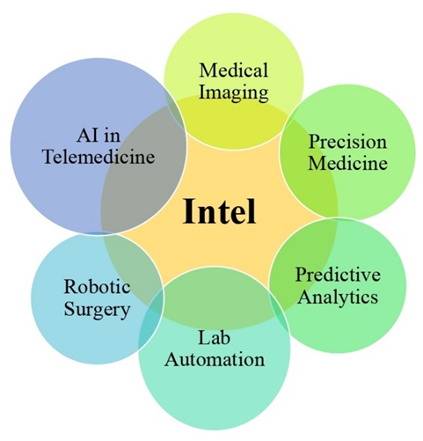 Medical
Imaging
AI in
Telemedicine
Precision
Medicine
Intel
Robotic
Surgery
Predictive
Analytics
Lab
Automation